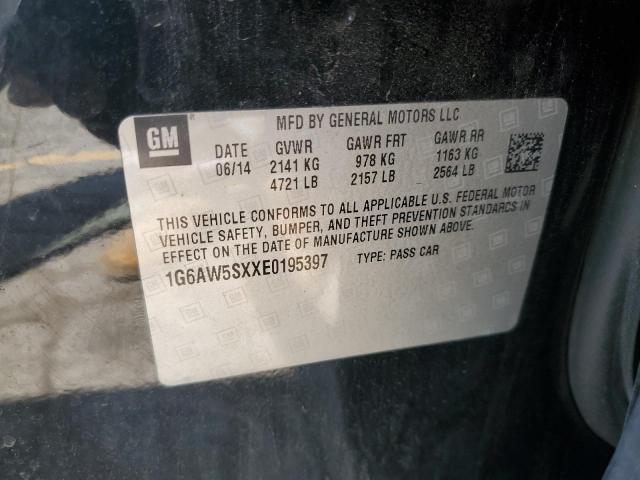 GM
MFD BY GENERAL MOTORS LLC
DATE GVWR GAWR FRT GAWR RR
06/14 2141 KG 978 KG 1163 KG
4721 LB 2157 LB 2564 LB
THIS VEHICLE CONFORMS TO ALL APPLICABLE U.S. FEDERAL MOTOR
VEHICLE SAFETY, BUMPER, AND THEFT PREVENTION STANDARDS IN
EFFECT ON THE DATE OF MANUFACTURE SHOWN ABOVE.
1G6AW5SXXE0195397 TYPE: PASS CAR